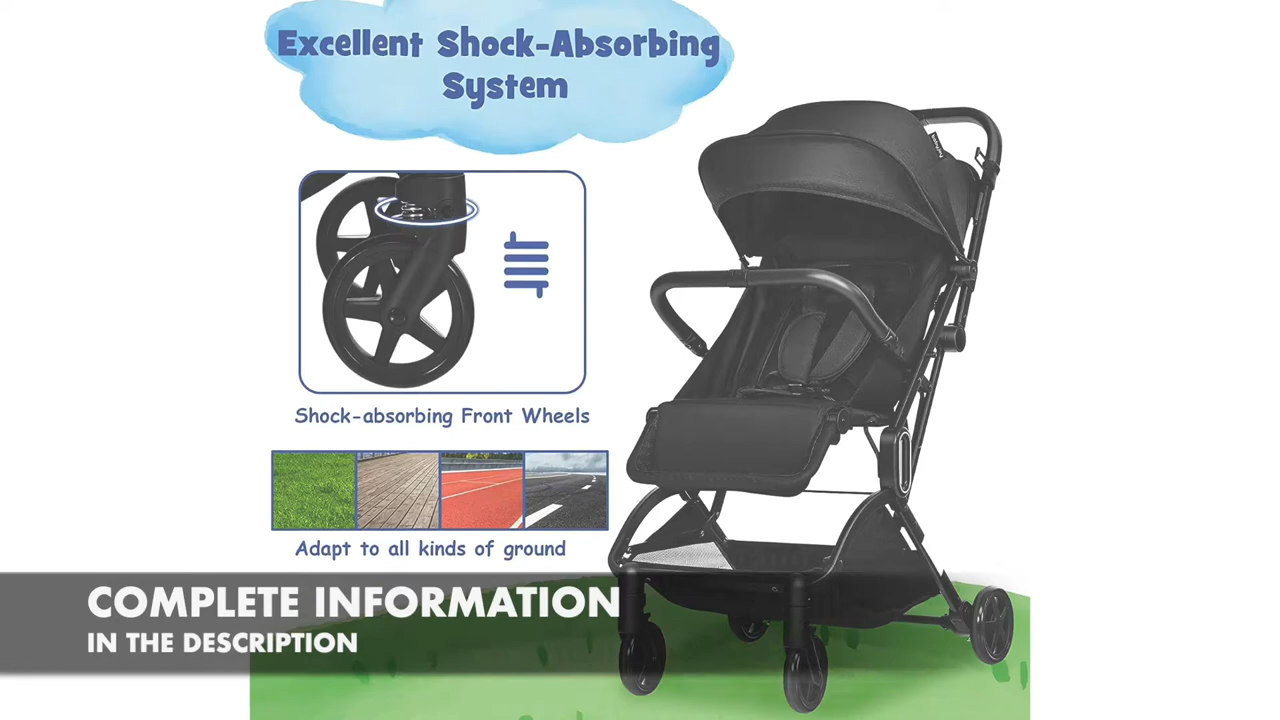 Excellent Shock-Absorbing
System
Shock-absorbing Front Wheels
Adapt to all kinds of ground
COMPLETE INFORMATION
IN THE DESCRIPTION